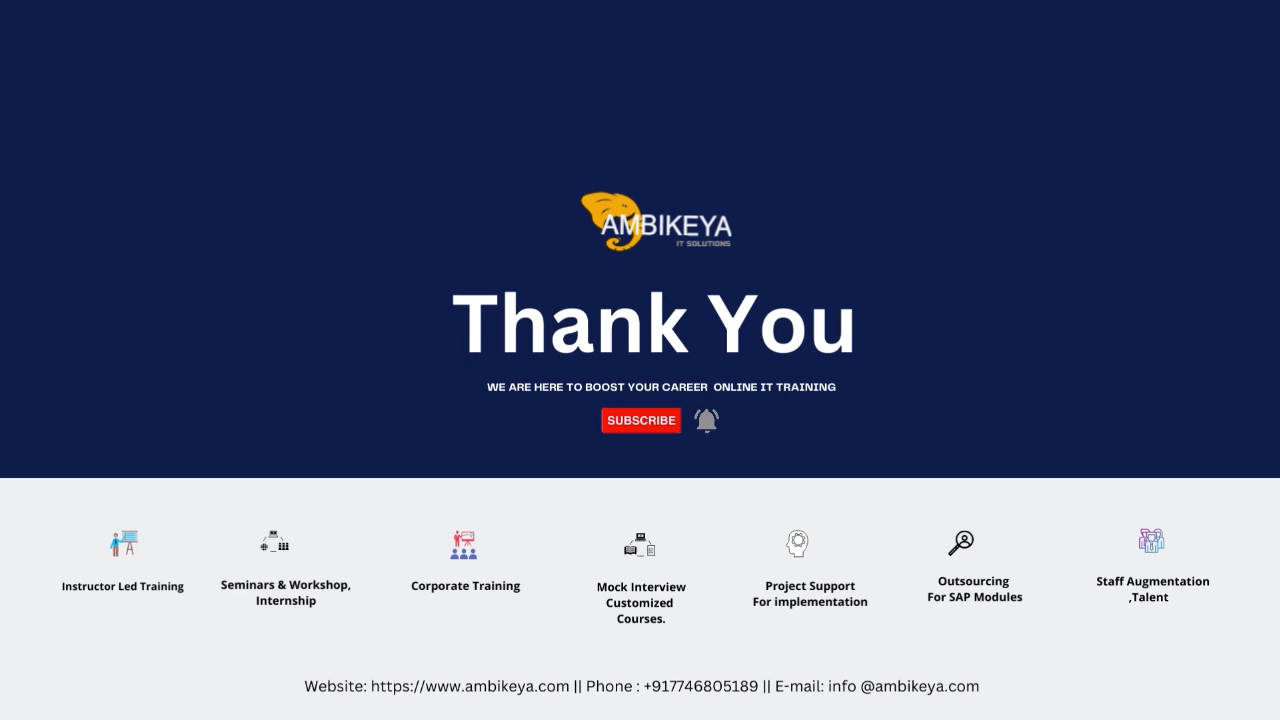 AMBIKEYA
IT SOLUTIONS
Thank You
WE ARE HERE TO BOOST YOUR CAREER ONLINE IT TRAINING
SUBSCRIBE
Instructor Led Training
Seminars & Workshop,
Internship
Corporate Training
Mock Interview
Customized
Courses.
Project Support
For implementation
Outsourcing
For SAP Modules
Staff Augmentation
,Talent
Website: https://www.ambikeya.com || Phone : +917746805189 || E-mail: info @ambikeya.com